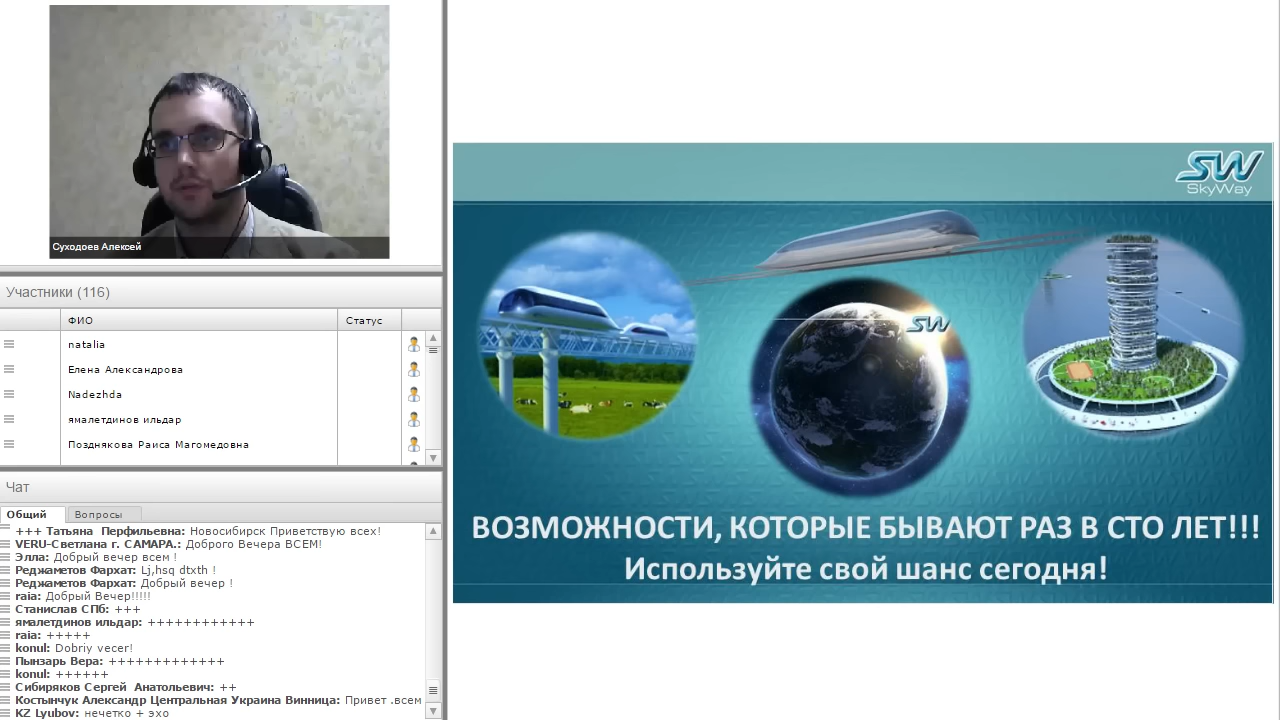 Суходоев Алексей
Участники (116)
ФИО Статус
natalia
Елена Александрова
Nadezhda
ямалетдинов ильдар
Позднякова Раиса Магомедовна
Чат
Общий Вопросы
+++ Татьяна Перфильевна: Новосибирск Приветствую всех!
VERU-Светлана г. САМАРА.: Доброго Вечера ВСЕМ!
Элла: Добрый вечер всем !
Реджаметов Фархат: Lj,hsq dtxth !
Реджаметов Фархат: Добрый вечер !
raia: Добрый Вечер!!!!!
Станислав СПб: +++
ямалетдинов ильдар: ++++++++++++
raia: +++++
konul: Dobriy vecer!
Пынзарь Вера: +++++++++++++
konul: ++++++
Сибиряков Сергей Анатольевич: ++
Костынчук Александр Центральная Украина Винница: Привет .всем
KZ Lyubov: нечетко + эхо
SW
SkyWay
SW
ВОЗМОЖНОСТИ, КОТОРЫЕ БЫВАЮТ РАЗ В СТО ЛЕТ!!!
Используйте свой шанс сегодня!